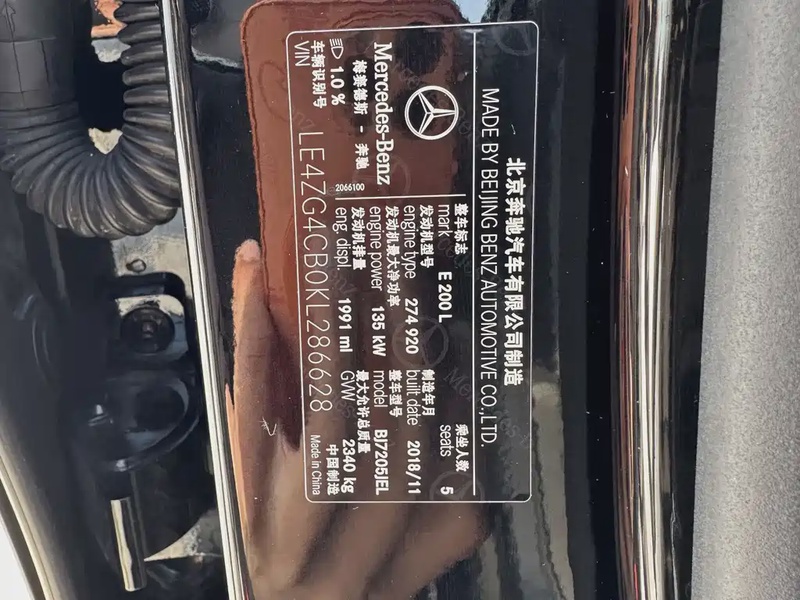 北京奔驰汽车有限公司制造
MADE BY BEIJING BENZ AUTOMOTIVE CO.,LTD.
Mercedes-Benz
梅赛德斯 - 奔驰
1.0 %
2066100
整车标志 乘坐人数
mark E 200 L seats 5
发动机型号 制造年月
engine type 274 920 built date 2018/11
发动机最大净功率 整车型号
engine power 135 kW model BJ7205JEL
发动机排量 最大允许总质量
eng. displ. 1991 ml GVW 2340 kg
车辆识别号 中国制造
VIN LE4ZG4CB0KL286628 Made in China